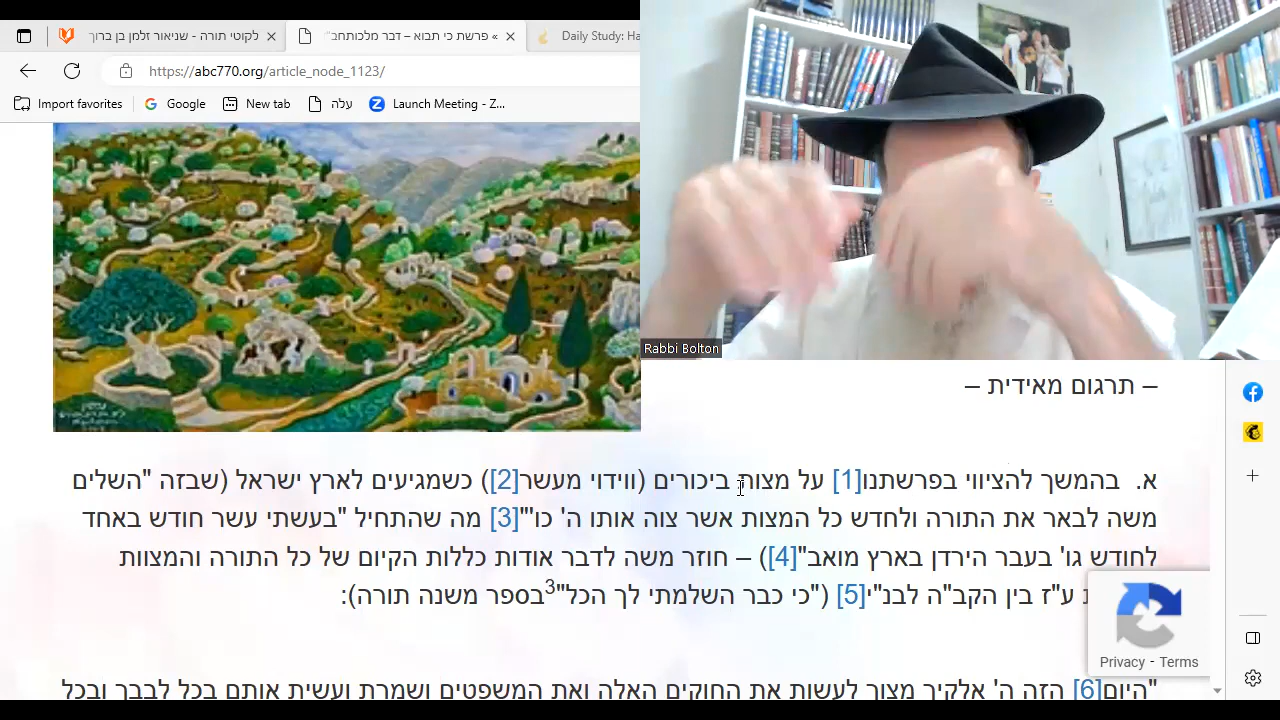 לקוטי תורה - שניאור זלמן בן ברוך
» פרשת כי תבוא – דבר מלכותחב"
Daily Study: Ha
https://abc770.org/article_node_1123/
Import favorites
Google
New tab
עלה
Launch Meeting - Z...
Rabbi Bolton
– תרגום מאידית –
א. בהמשך להציווי בפרשתנו[1] על מצות ביכורים (ווידוי מעשר[2]) כשמגיעים לארץ ישראל (שבזה "השלים
משה לבאר את התורה ולחדש כל המצות אשר צוה אותו ה' כו'"[3] מה שהתחיל "בעשתי עשר חודש באחד
לחודש גו' בעבר הירדן בארץ מואב"[4]) – חוזר משה לדבר אודות כללות הקיום של כל התורה והמצוות
ע"ז בין הקב"ה לבנ"י[5] ("כי כבר השלמתי לך הכל"3בספר משנה תורה):
Privacy - Terms
"היום[6] הזה ה' אלקיך מצוך לעשות את החוקים האלה ואת המשפטים ושמרת ועשית אותם בכל לבבך ובכל